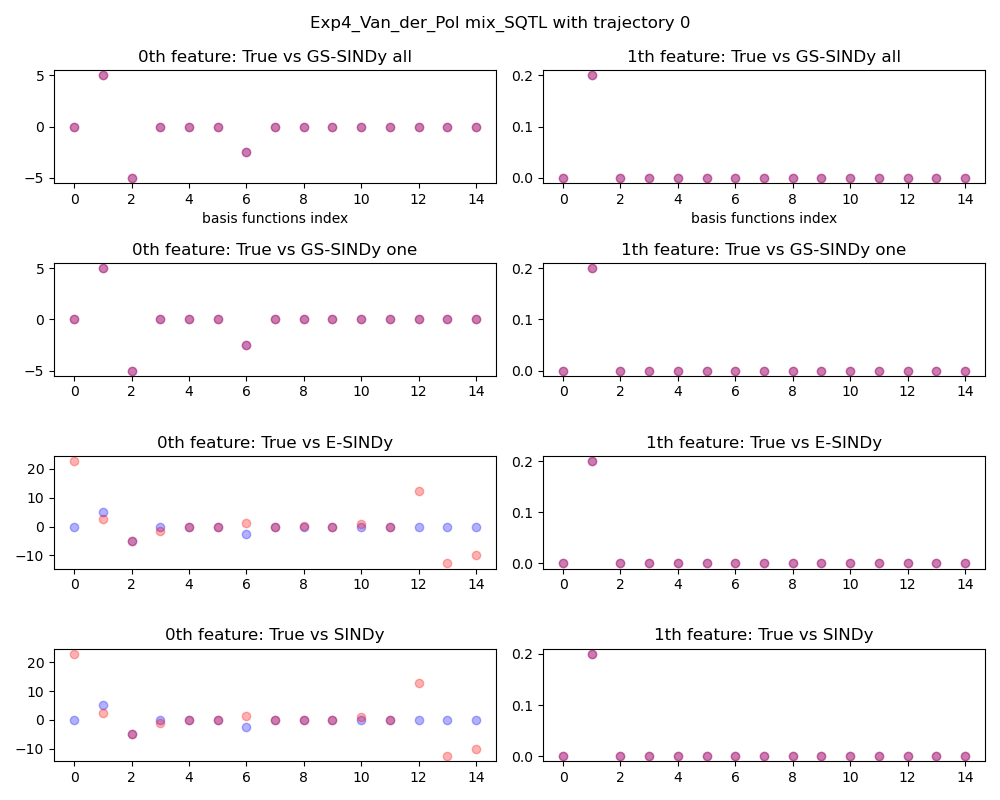 Exp4_Van_der_Pol mix_SQTL with trajectory 0
0th feature: True vs GS-SINDy all
5
0
−5
0 2 4 6 8 10 12 14
basis functions index
1th feature: True vs GS-SINDy all
0.2
0.1
0.0
0 2 4 6 8 10 12 14
basis functions index
0th feature: True vs GS-SINDy one
5
0
−5
0 2 4 6 8 10 12 14
1th feature: True vs GS-SINDy one
0.2
0.1
0.0
0 2 4 6 8 10 12 14
0th feature: True vs E-SINDy
20
10
0
−10
0 2 4 6 8 10 12 14
1th feature: True vs E-SINDy
0.2
0.1
0.0
0 2 4 6 8 10 12 14
0th feature: True vs SINDy
20
10
0
−10
0 2 4 6 8 10 12 14
1th feature: True vs SINDy
0.2
0.1
0.0
0 2 4 6 8 10 12 14